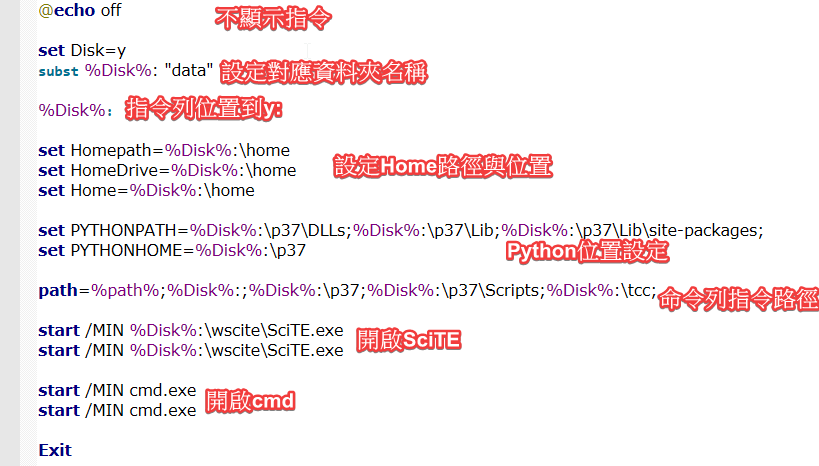 @echo off
不顯示指令
set Disk=y
subst %Disk%: "data"
設定對應資料夾名稱
%Disk%:
指令列位置到y:
set Homepath=%Disk%:\home
set HomeDrive=%Disk%:\home
設定Home路徑與位置
set Home=%Disk%:\home
set PYTHONPATH=%Disk%:\p37\DLLs;%Disk%:\p37\Lib;%Disk%:\p37\Lib\site-packages;
set PYTHONHOME=%Disk%:\p37
Python位置設定
path=%path%;%Disk%:;%Disk%:\p37;%Disk%:\p37\Scripts;%Disk%:\tcc;
命令列指令路徑
start /MIN %Disk%:\wscite\SciTE.exe
start /MIN %Disk%:\wscite\SciTE.exe
開啟SciTE
start /MIN cmd.exe
start /MIN cmd.exe
開啟cmd
Exit